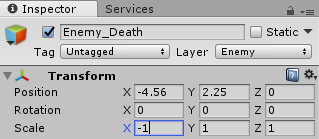 Inspector Services
Enemy_Death Static
Tag Untagged Layer Enemy
Transform
Position X -4.56 Y 2.25 Z 0
Rotation X 0 Y 0 Z 0
Scale X -1 Y 1 Z 1